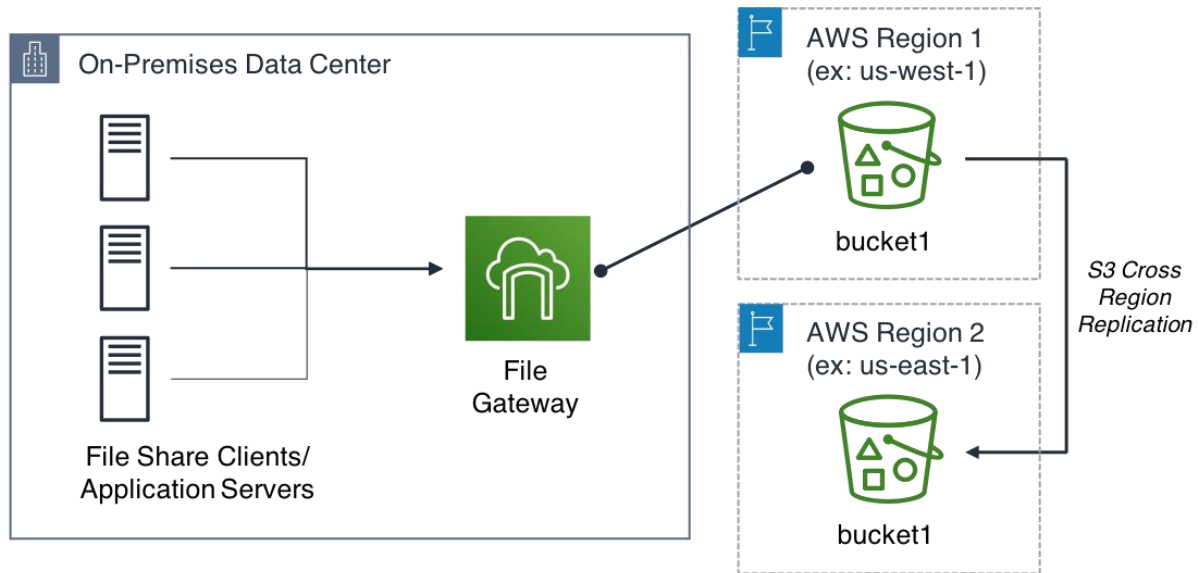 On-Premises Data Center
File Share Clients/
Application Servers
File
Gateway
AWS Region 1
(ex: us-west-1)
bucket1
S3 Cross
Region
Replication
AWS Region 2
(ex: us-east-1)
bucket1